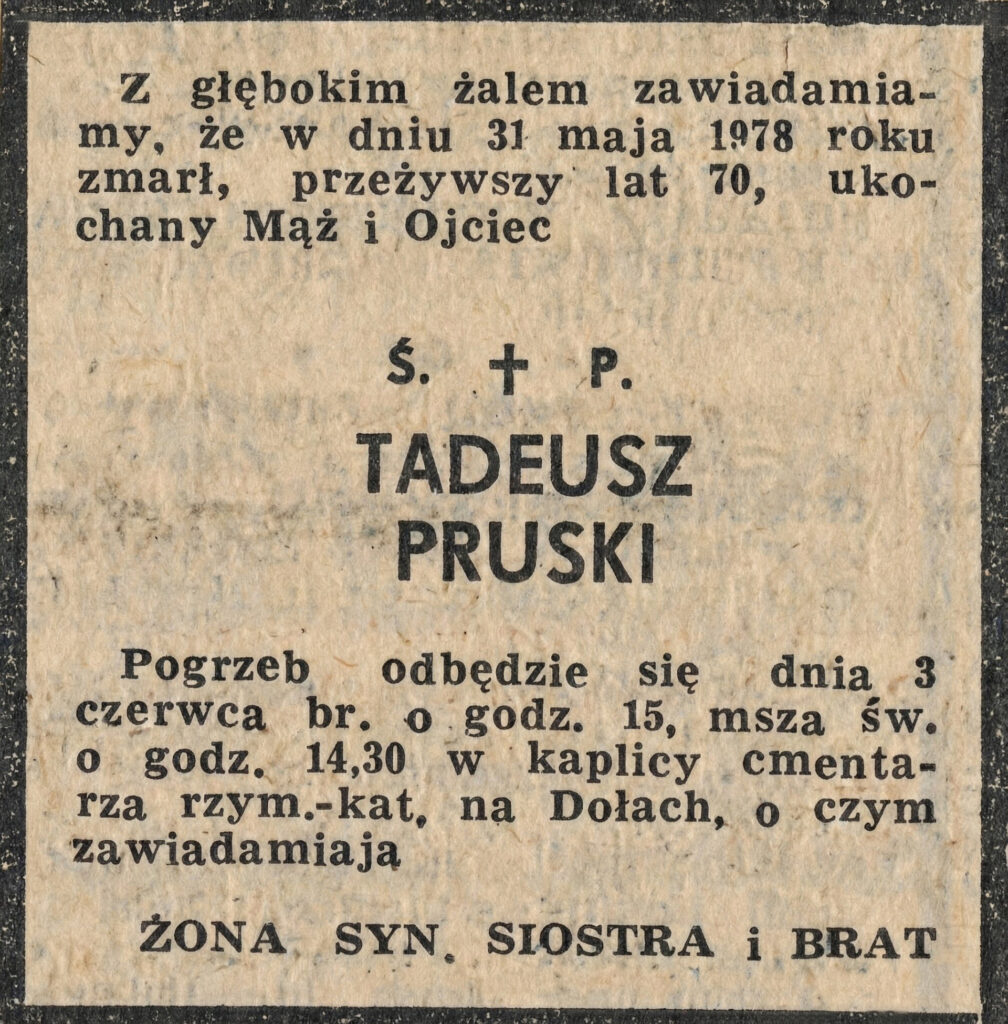 Z głębokim żalem zawiadamia-
my, że w dniu 31 maja 1978 roku
zmarł, przeżywszy lat 70, uko-
chany Mąż i Ojciec
Ś. ✝ P.
TADEUSZ
PRUSKI
Pogrzeb odbędzie się dnia 3
czerwca br. o godz. 15, msza św.
o godz. 14,30 w kaplicy cmenta-
rza rzym.-kat, na Dołach, o czym
zawiadamiają
ŻONA SYN, SIOSTRA i BRAT